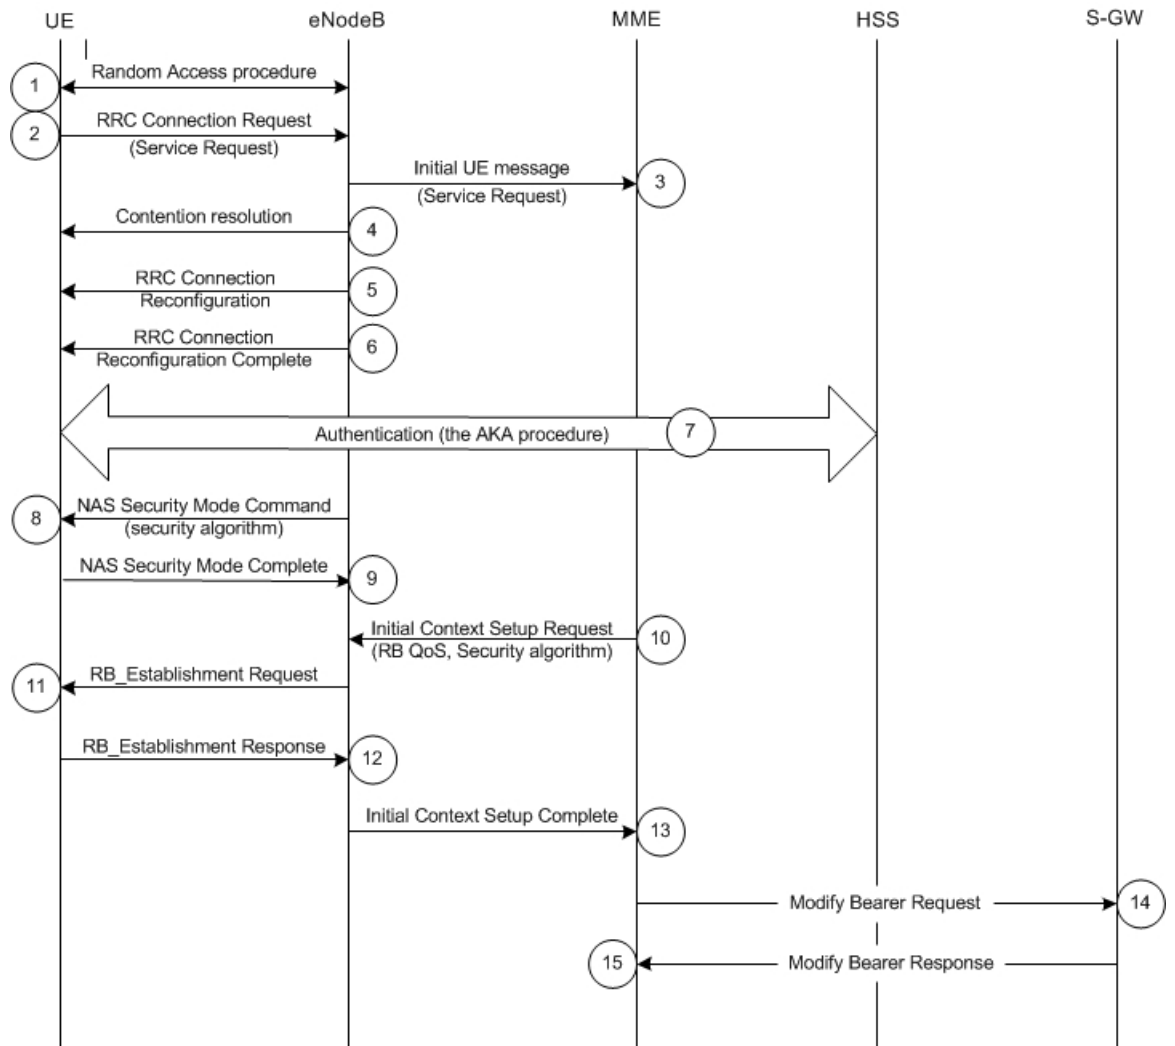 UE eNodeB MME HSS S-GW
1 Random Access procedure
2 RRC Connection Request
(Service Request)
Initial UE message 3
(Service Request)
Contention resolution 4
RRC Connection
Reconfiguration 5
RRC Connection
Reconfiguration Complete 6
Authentication (the AKA procedure) 7
8 NAS Security Mode Command
(security algorithm)
NAS Security Mode Complete 9
Initial Context Setup Request 10
(RB QoS, Security algorithm)
11 RB_Establishment Request
RB_Establishment Response 12
Initial Context Setup Complete 13
Modify Bearer Request 14
15 Modify Bearer Response